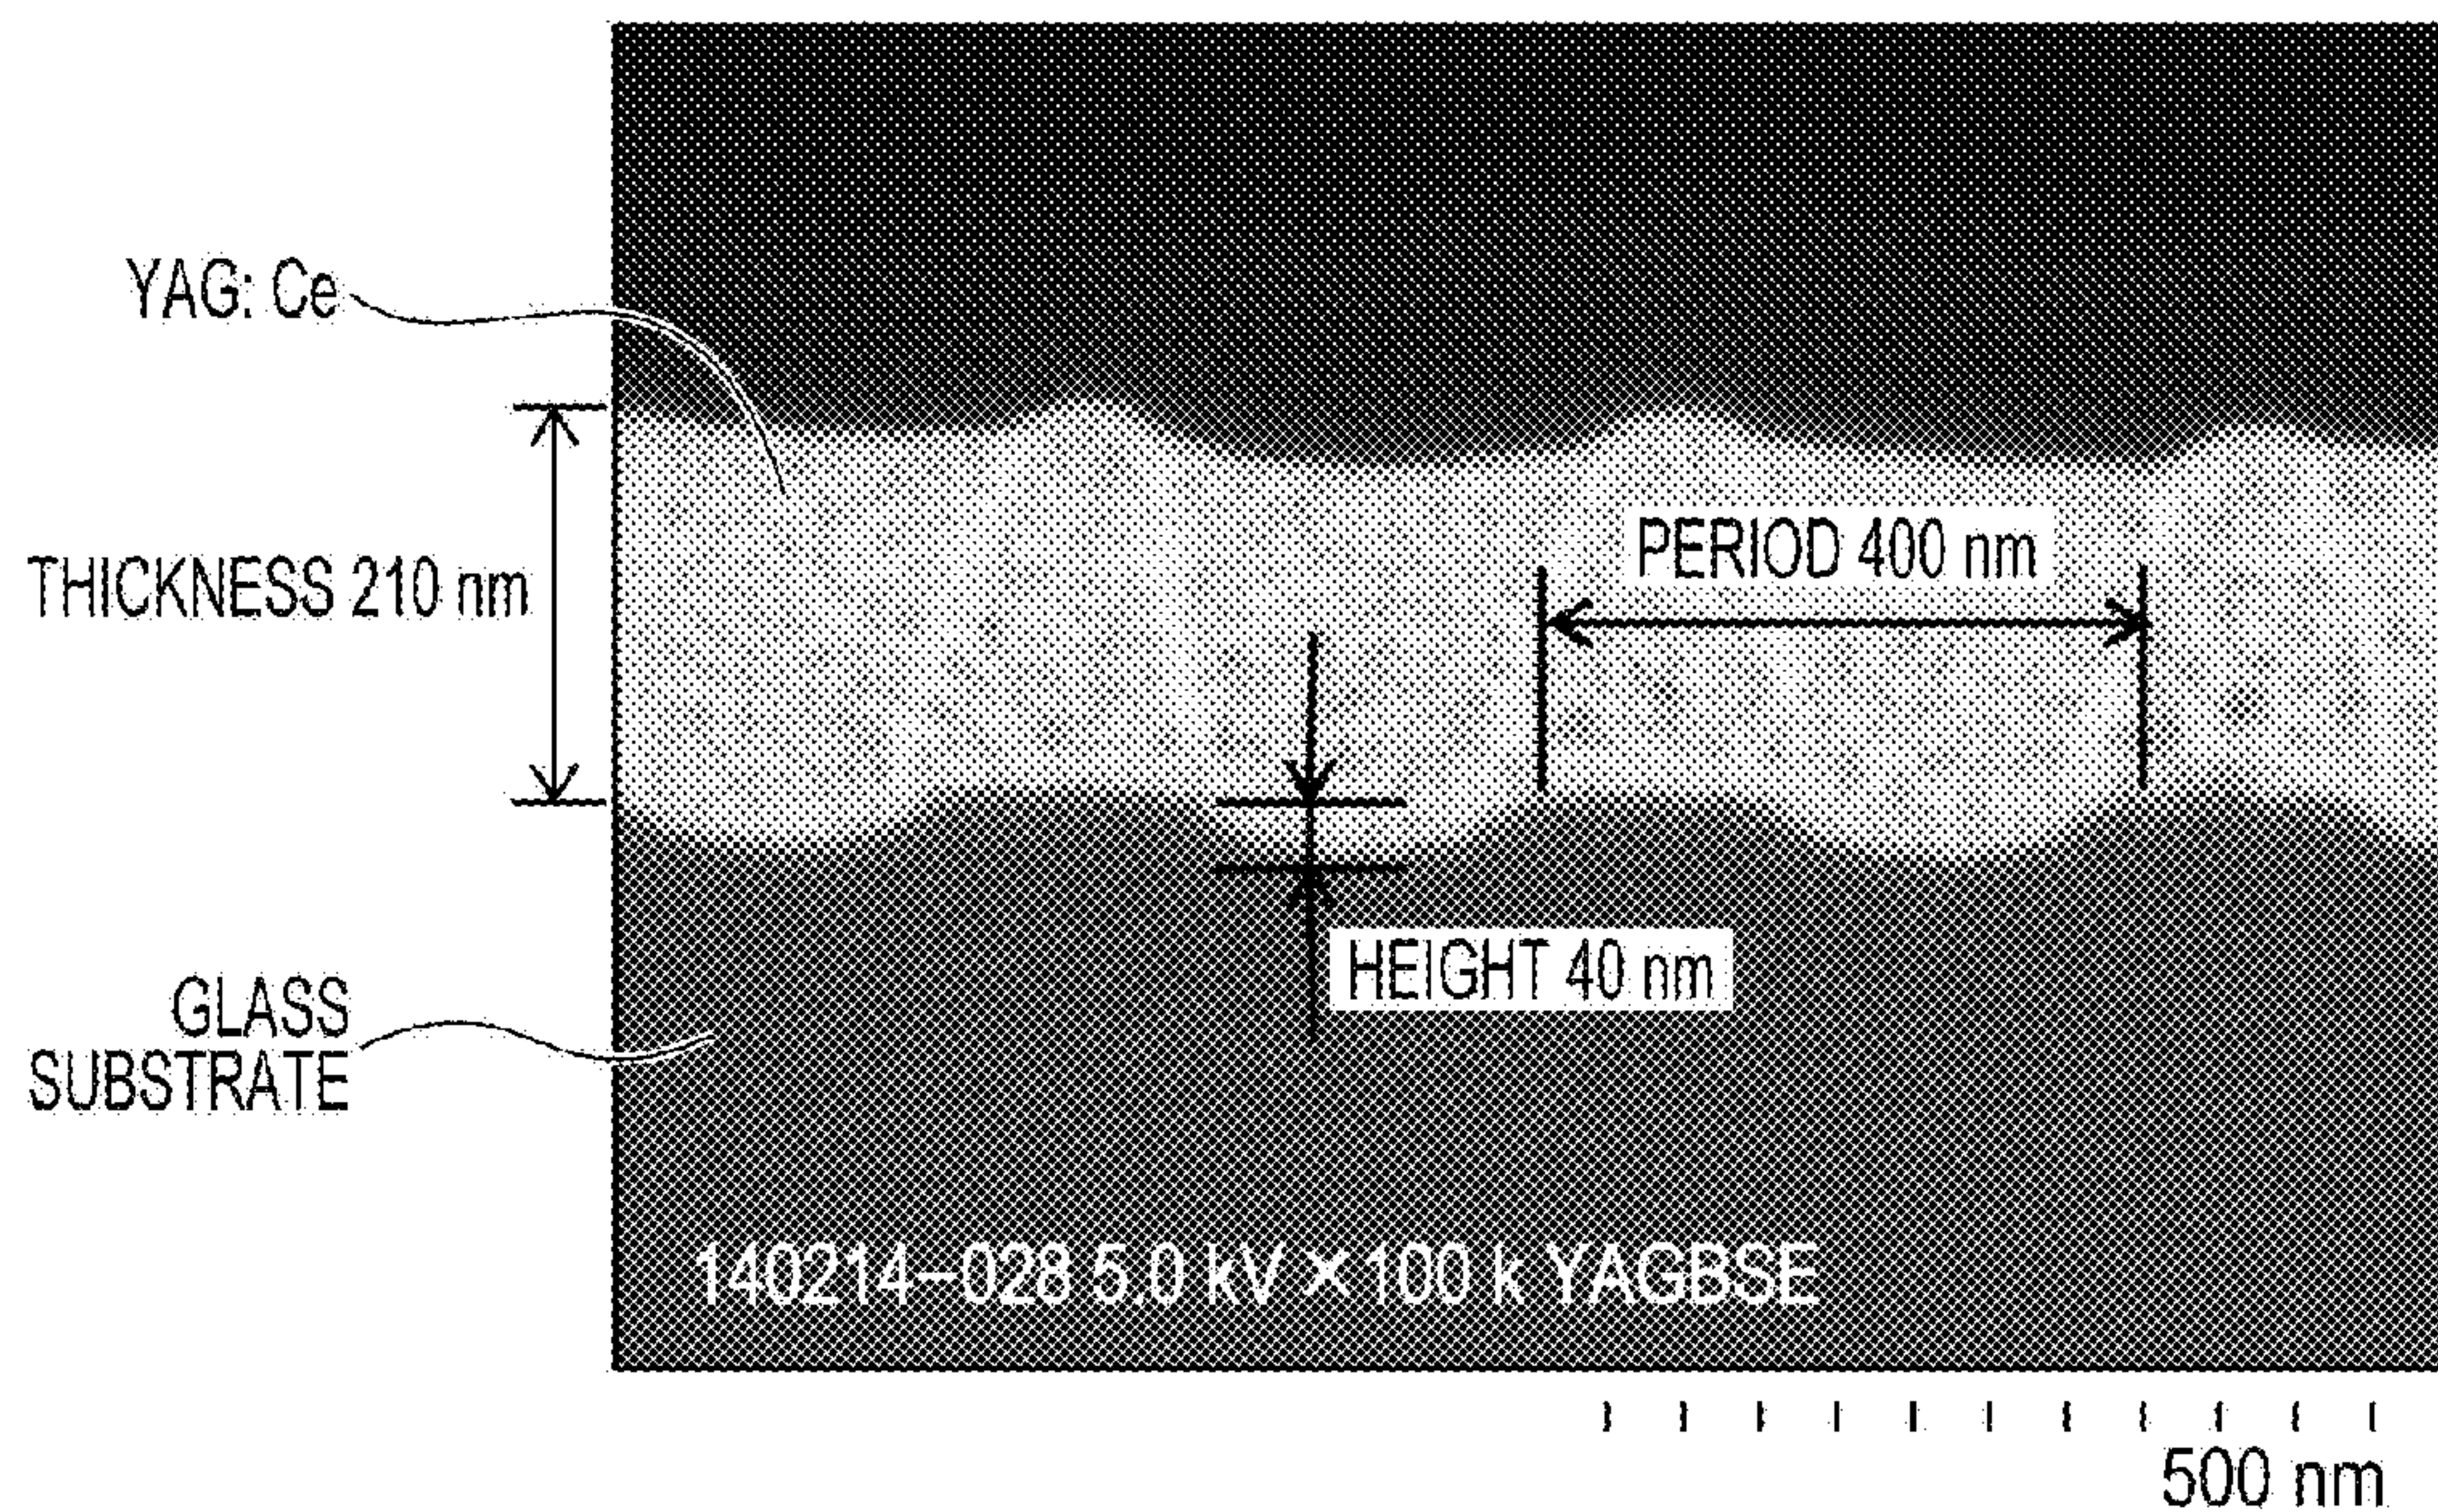 YAG: Ce
THICKNESS 210 nm
PERIOD 400 nm
HEIGHT 40 nm
GLASS
SUBSTRATE
140214-028 5.0 kV ×100 k YAGBSE
500 nm